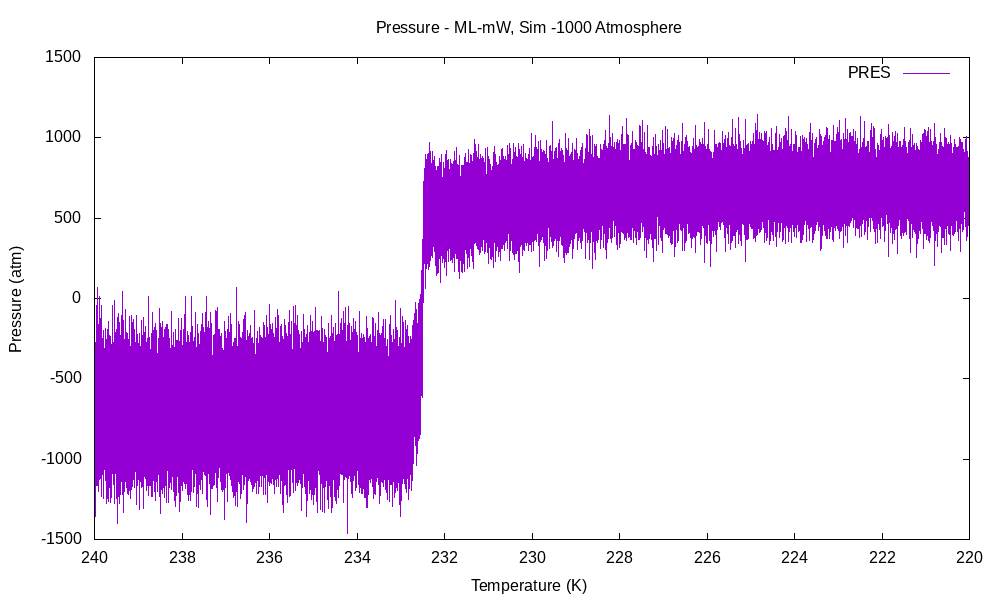 Pressure - ML-mW, Sim -1000 Atmosphere
PRES
1500
1000
500
0
-500
-1000
-1500
Pressure (atm)
240 238 236 234 232 230 228 226 224 222 220
Temperature (K)